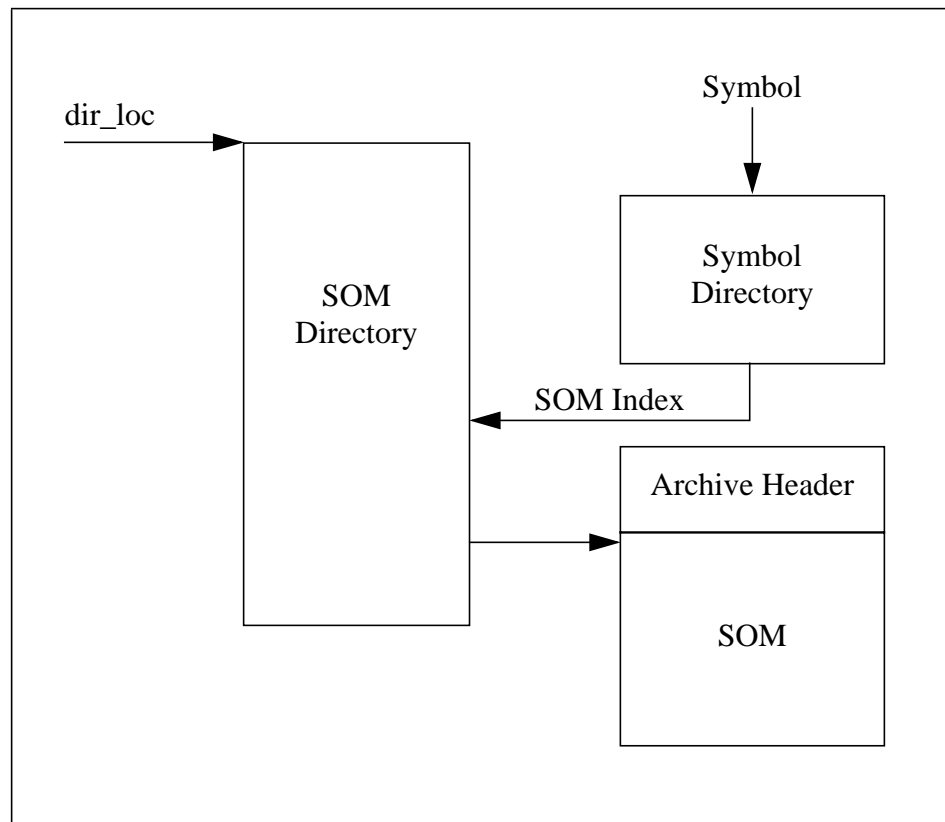 dir_loc
Symbol
Symbol
Directory
SOM
Directory
SOM Index
Archive Header
SOM